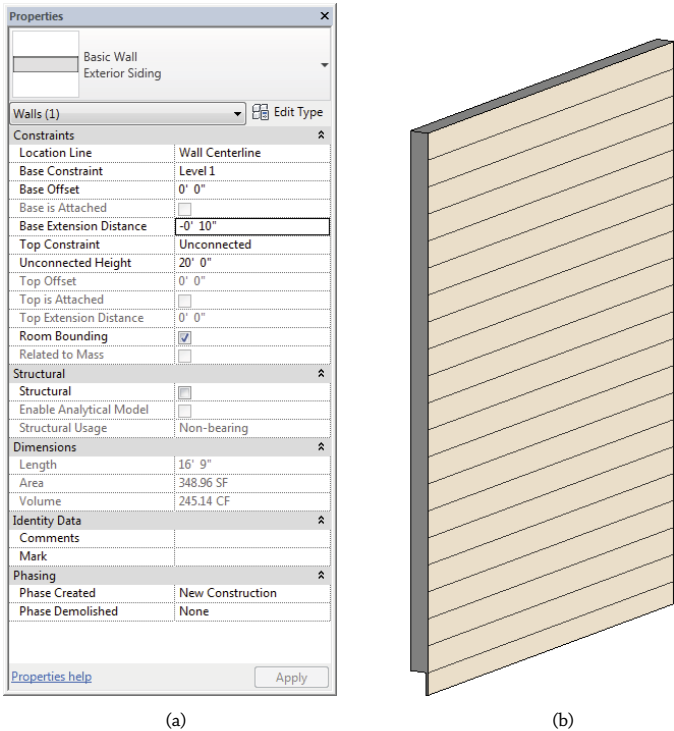 Properties
Basic Wall
Exterior Siding
Walls (1)
Edit Type
Constraints
Location Line Wall Centerline
Base Constraint Level 1
Base Offset 0' 0"
Base is Attached
Base Extension Distance -0' 10"
Top Constraint Unconnected
Unconnected Height 20' 0"
Top Offset 0' 0"
Top is Attached
Top Extension Distance 0' 0"
Room Bounding
Related to Mass
Structural
Structural
Enable Analytical Model
Structural Usage Non-bearing
Dimensions
Length 16' 9"
Area 348.96 SF
Volume 245.14 CF
Identity Data
Comments
Mark
Phasing
Phase Created New Construction
Phase Demolished None
Properties help
Apply
(a) (b)